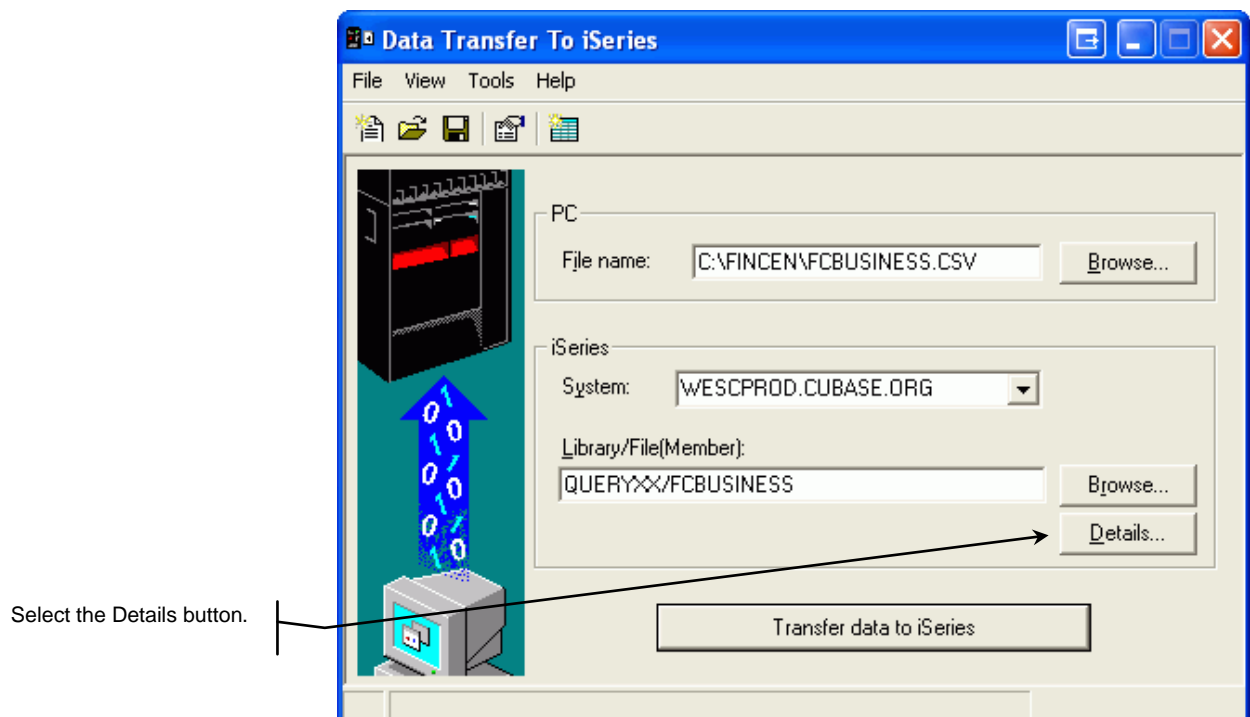 Data Transfer To iSeries
File View Tools Help
PC
File name: C:\FINCEN\FCBUSINESS.CSV Browse...
iSeries
System: WESCPROD.CUBASE.ORG
Library/File(Member):
QUERYXX/FCBUSINESS Browse...
Details...
Select the Details button.
Transfer data to iSeries